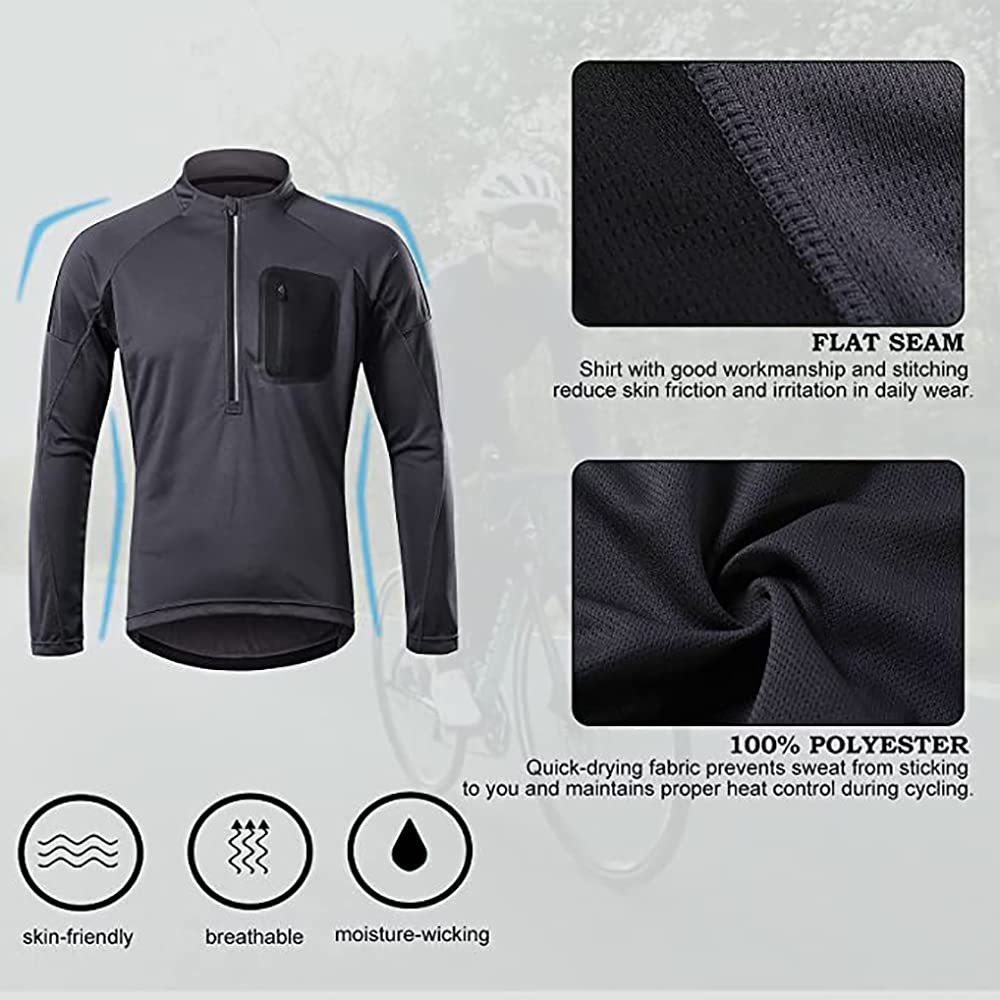 FLAT SEAM
Shirt with good workmanship and stitching
reduce skin friction and irritation in daily wear.
100% POLYESTER
Quick-drying fabric prevents sweat from sticking
to you and maintains proper heat control during cycling.
skin-friendly
breathable
moisture-wicking